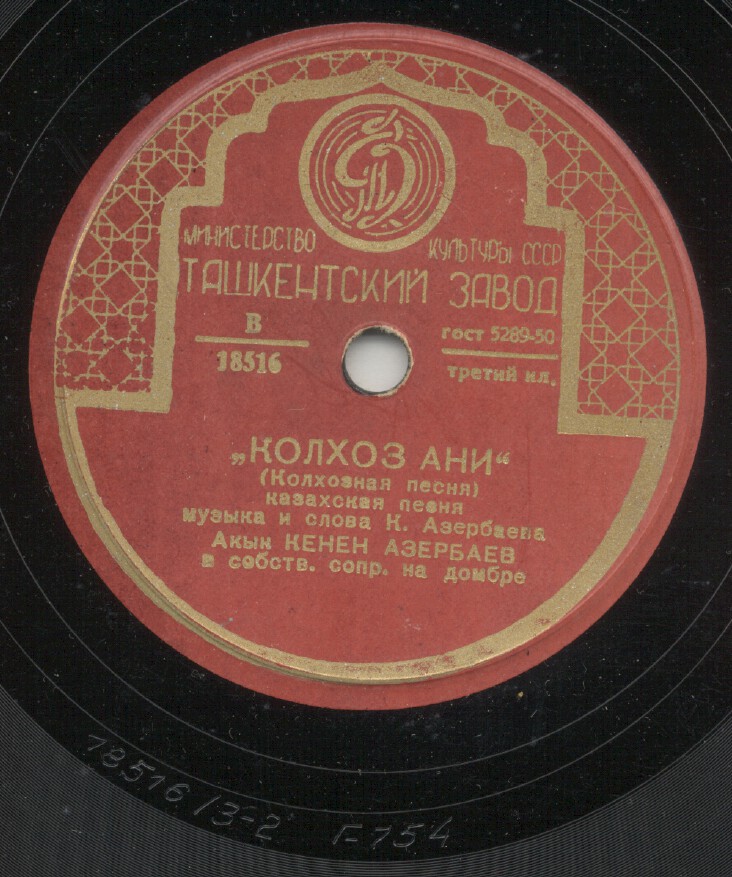 МИНИСТЕРСТВО КУЛЬТУРЫ СССР
ТАШКЕНТСКИЙ ЗАВОД
В
18516
ГОСТ 5289-50
третий кл.
„КОЛХОЗ АНИ“
(Колхозная песня)
казахская песня
музыка и слова К. Азербаева
Акын КЕНЕН АЗЕРБАЕВ
в собств. сопр. на домбре
18516/3-2 Г-154